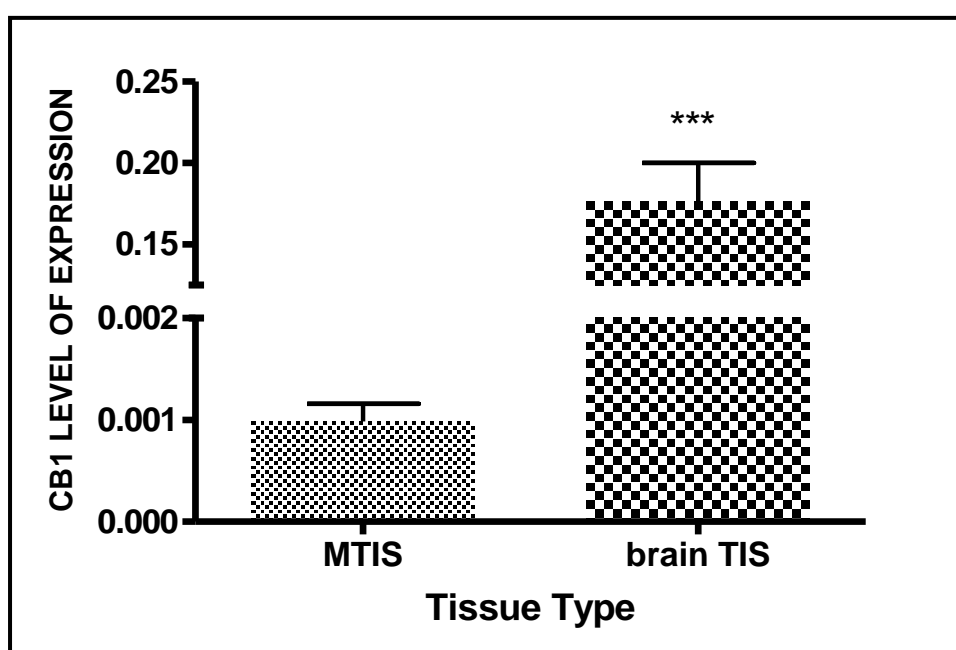 CB1 LEVEL OF EXPRESSION
0.25
0.20
0.15
0.002
0.001
0.000
***
MTIS
brain TIS
Tissue Type